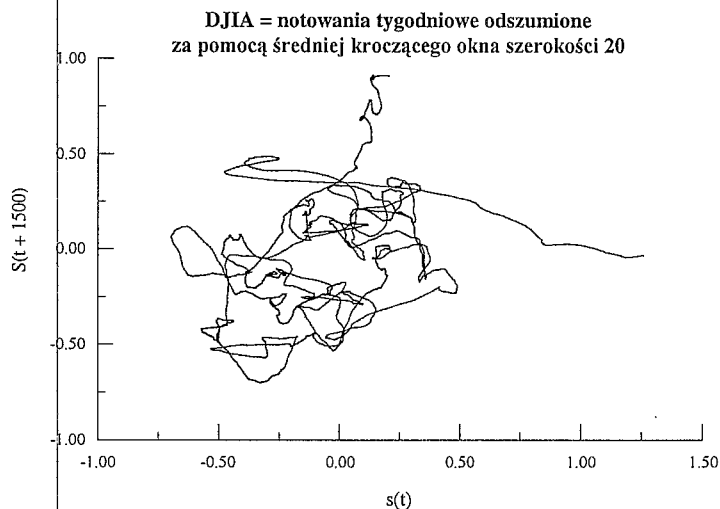 DJIA = notowania tygodniowe odszumione
za pomocą średniej kroczącego okna szerokości 20
1.00
0.50
0.00
-0.50
-1.00
S(t + 1500)
-1.00 -0.50 0.00 0.50 1.00 1.50
s(t)